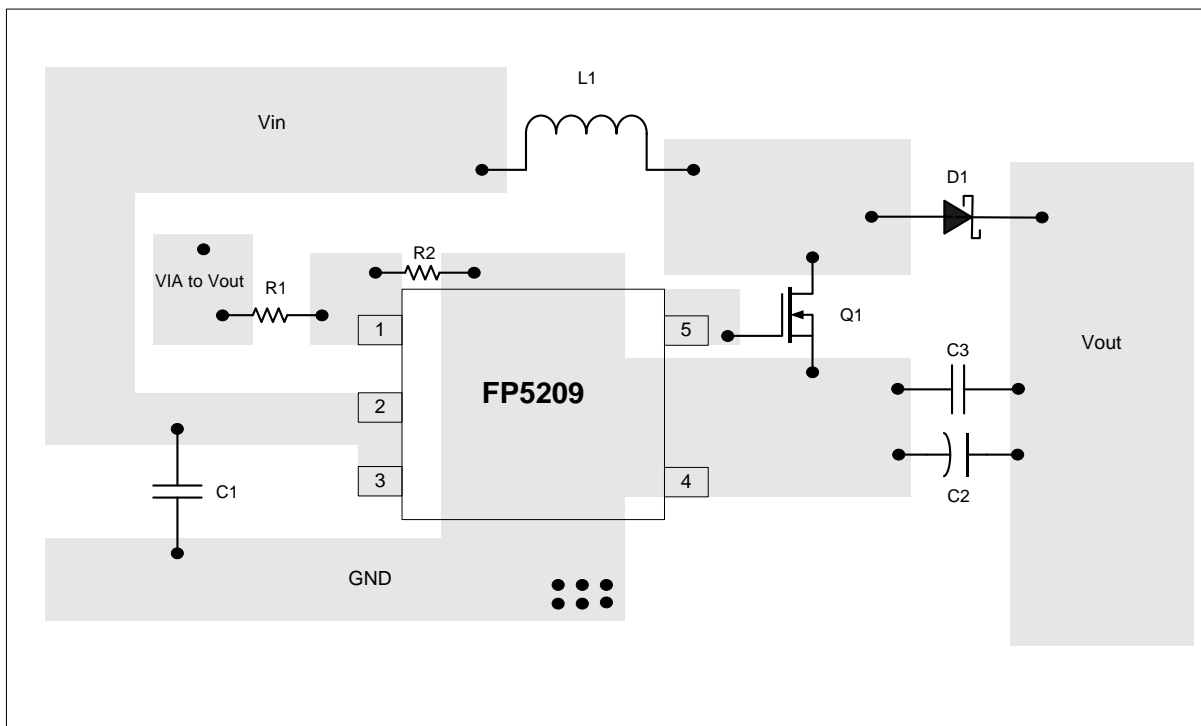 L1
Vin
D1
R2
VIA to Vout
R1
1
5
Q1
Vout
C3
FP5209
2
3
4
C1
C2
GND